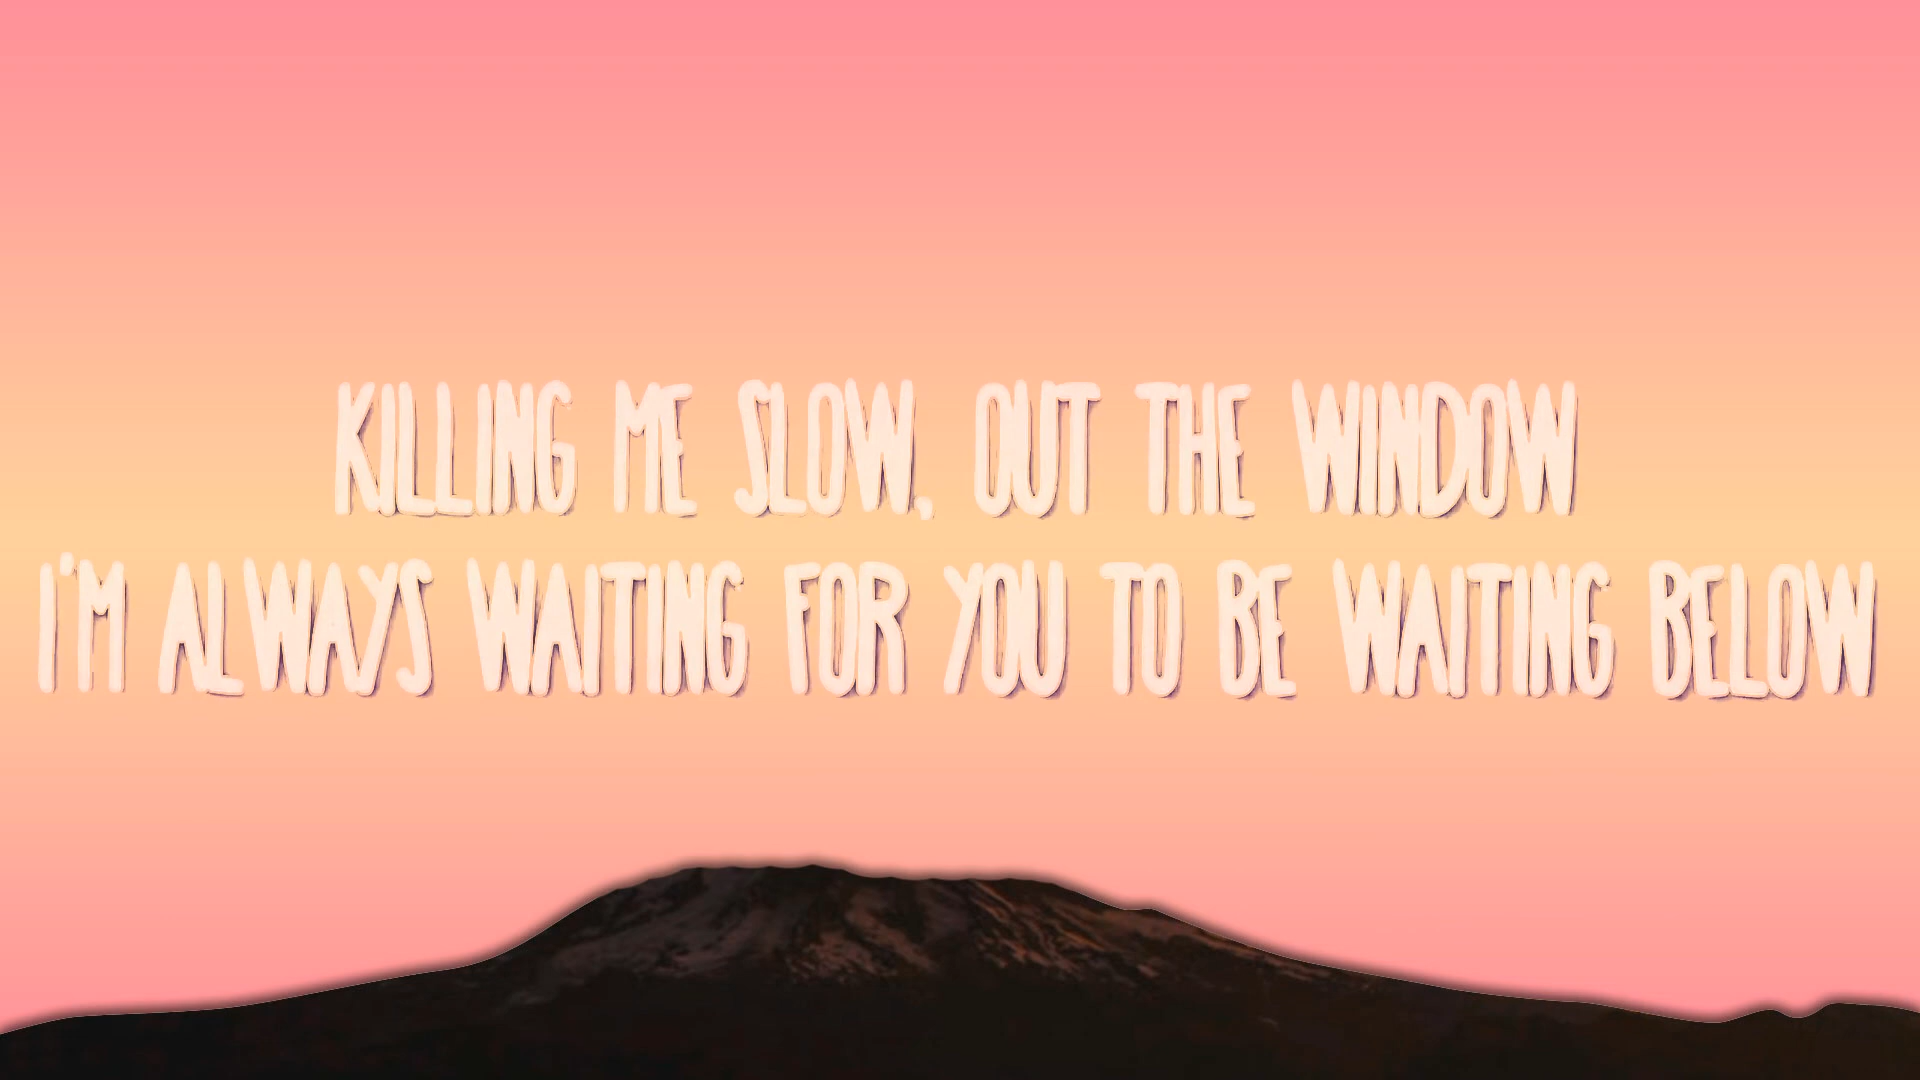 KILLING ME SLOW, OUT THE WINDOW
I'M ALWAYS WAITING FOR YOU TO BE WAITING BELOW